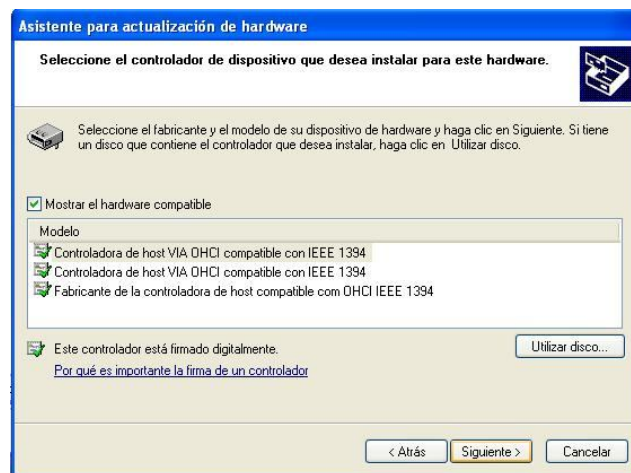 Asistente para actualización de hardware
Seleccione el controlador de dispositivo que desea instalar para este hardware.
Seleccione el fabricante y el modelo de su dispositivo de hardware y haga clic en Siguiente. Si tiene
un disco que contiene el controlador que desea instalar, haga clic en Utilizar disco.
Mostrar el hardware compatible
Modelo
Controladora de host VIA OHCI compatible con IEEE 1394
Controladora de host VIA OHCI compatible con IEEE 1394
Fabricante de la controladora de host compatible com OHCI IEEE 1394
Este controlador está firmado digitalmente.
Utilizar disco...
Por qué es importante la firma de un controlador
< Atrás
Siguiente >
Cancelar